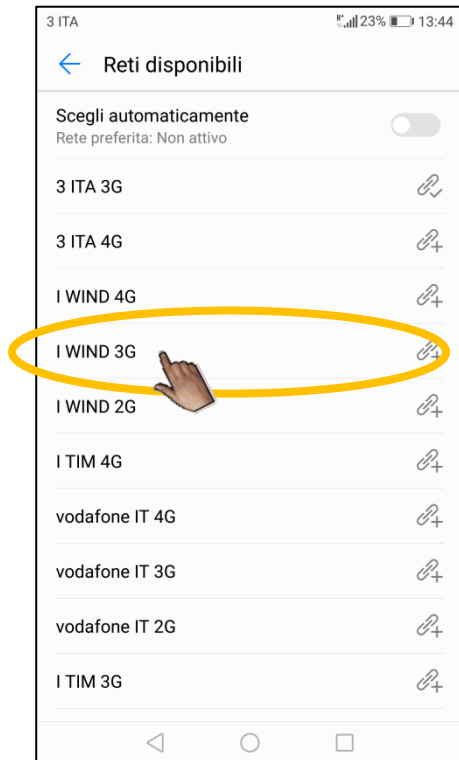 3 ITA 23% 13:44
Reti disponibili
Scegli automaticamente
Rete preferita: Non attivo
3 ITA 3G
3 ITA 4G
I WIND 4G
I WIND 3G
I WIND 2G
I TIM 4G
vodafone IT 4G
vodafone IT 3G
vodafone IT 2G
I TIM 3G